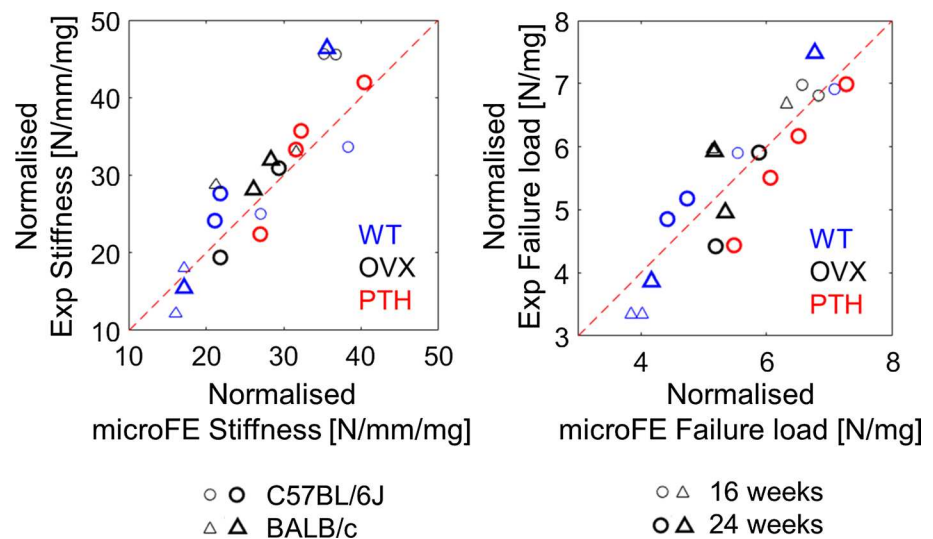 Normalised
Exp Stiffness [N/mm/mg]
50
40
30
20
10
WT
OVX
PTH
10 20 30 40 50
Normalised
microFE Stiffness [N/mm/mg]
Normalised
Exp Failure load [N/mg]
8
7
6
5
4
3
WT
OVX
PTH
4 6 8
Normalised
microFE Failure load [N/mg]
C57BL/6J
BALB/c
16 weeks
24 weeks